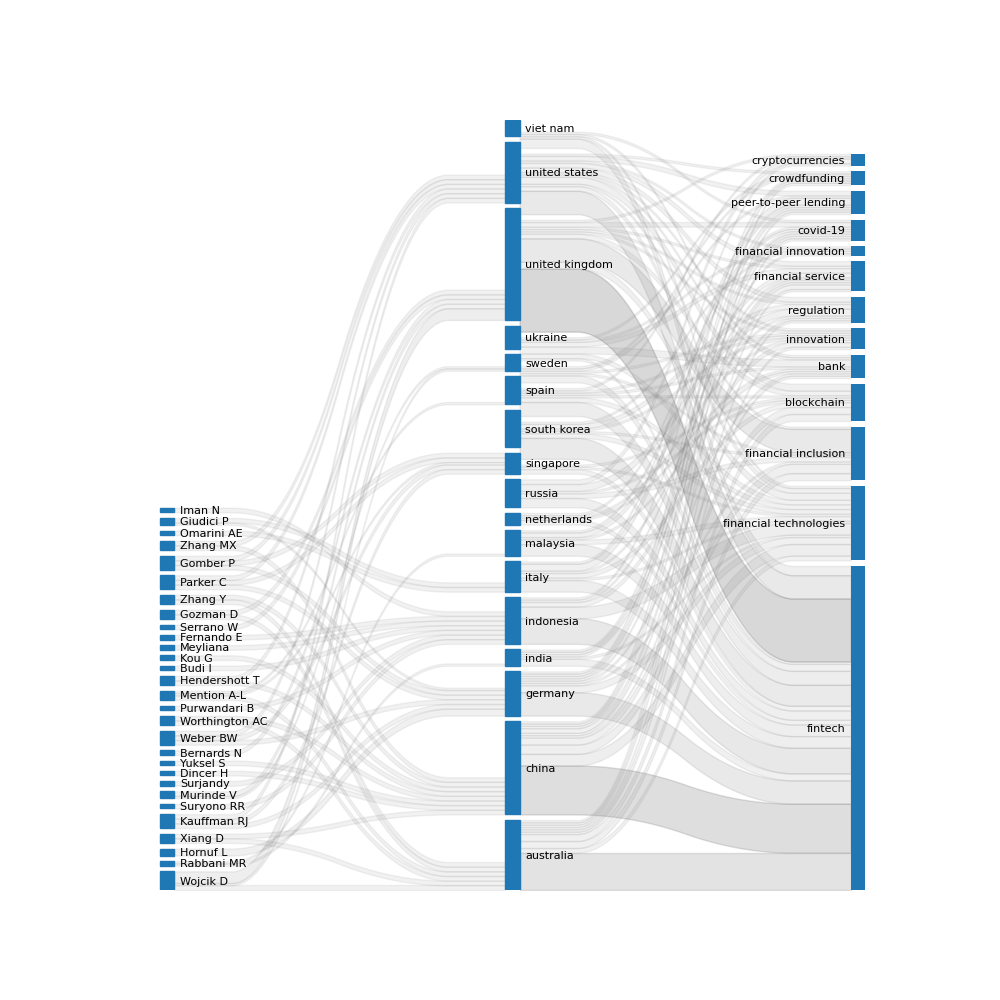 Iman N
Giudici P
Omarini AE
Zhang MX
Gomber P
Parker C
Zhang Y
Gozman D
Serrano W
Fernando E
Meyliana
Kou G
Budi I
Hendershott T
Mention A-L
Purwandari B
Worthington AC
Weber BW
Bernards N
Yuksel S
Dincer H
Surjandy
Murinde V
Suryono RR
Kauffman RJ
Xiang D
Hornuf L
Rabbani MR
Wojcik D
viet nam
united states
united kingdom
ukraine
sweden
spain
south korea
singapore
russia
netherlands
malaysia
italy
indonesia
india
germany
china
australia
cryptocurrencies
crowdfunding
peer-to-peer lending
covid-19
financial innovation
financial service
regulation
innovation
bank
blockchain
financial inclusion
financial technologies
fintech